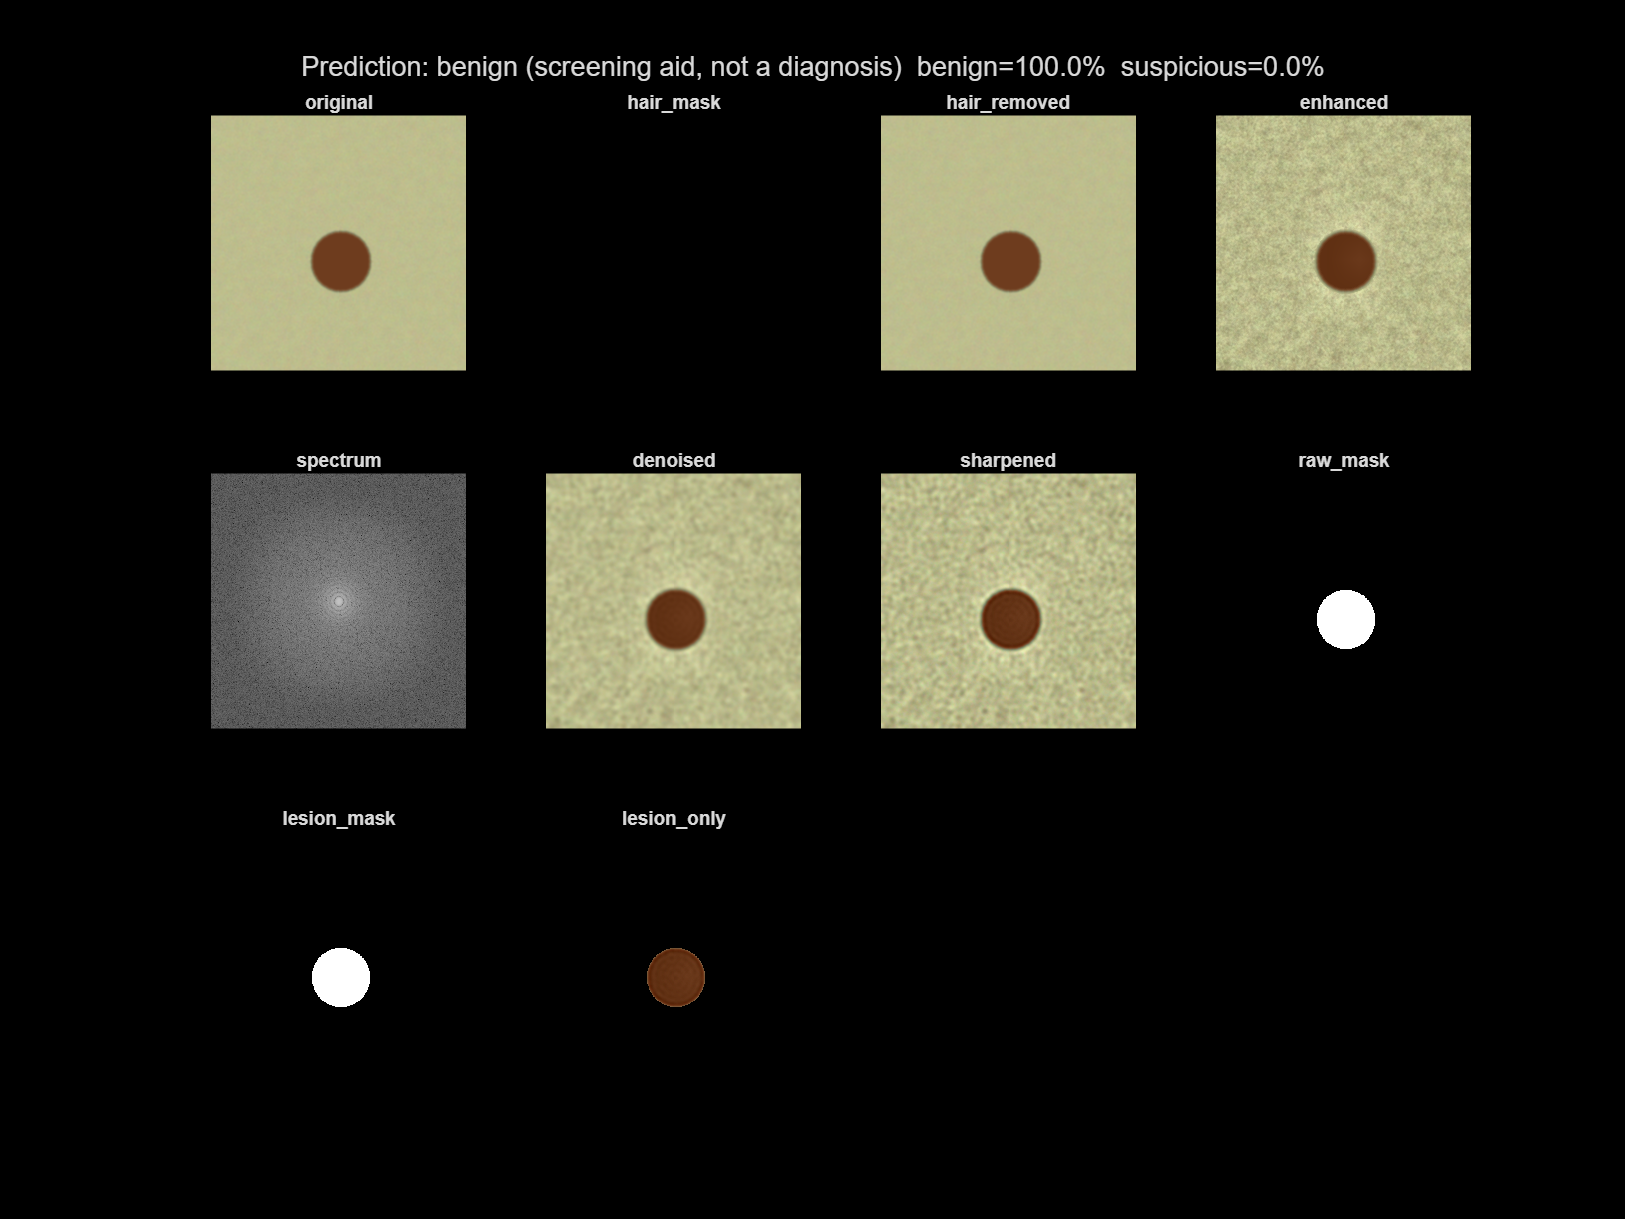 Prediction: benign (screening aid, not a diagnosis)  benign=100.0%  suspicious=0.0%
original
hair_mask
hair_removed
enhanced
spectrum
denoised
sharpened
raw_mask
lesion_mask
lesion_only